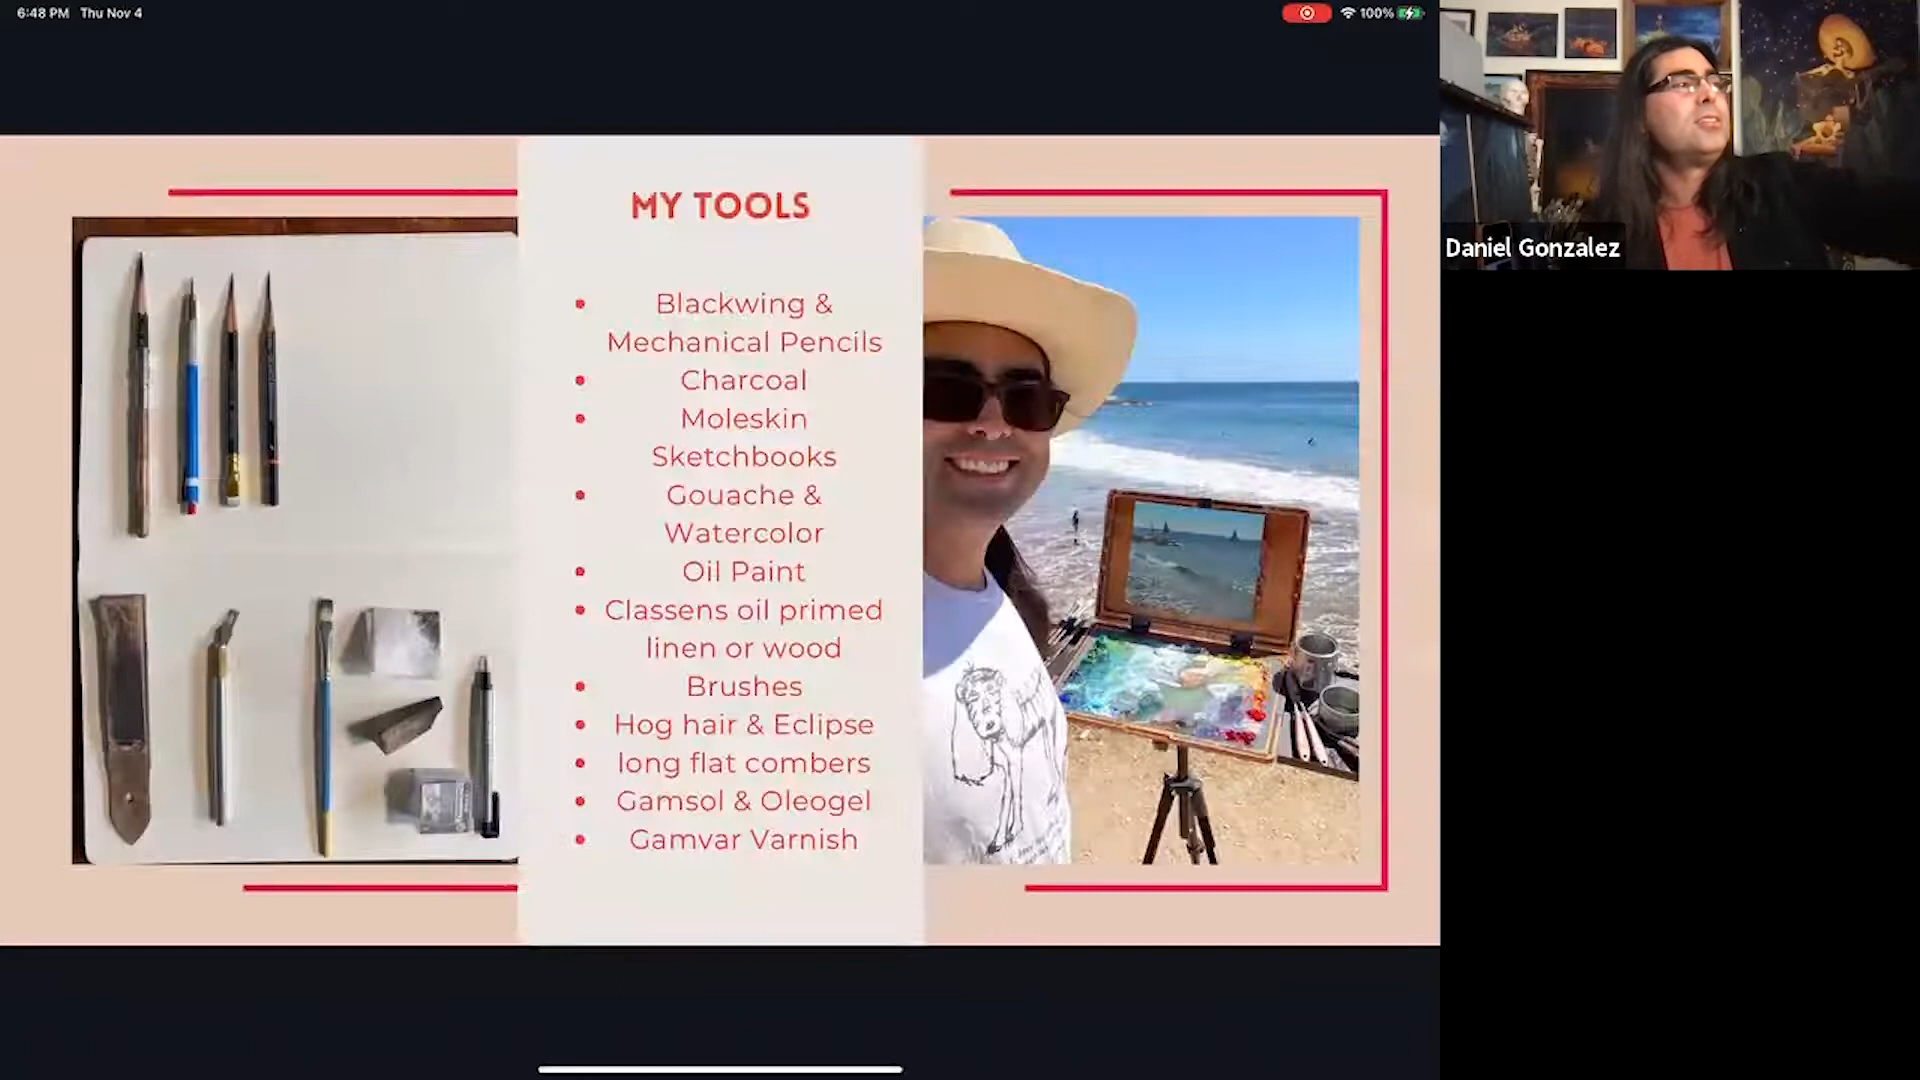 6:48 PM Thu Nov 4
100%
MY TOOLS
Blackwing &
Mechanical Pencils
Charcoal
Moleskin
Sketchbooks
Gouache &
Watercolor
Oil Paint
Classens oil primed
linen or wood
Brushes
Hog hair & Eclipse
long flat combers
Gamsol & Oleogel
Gamvar Varnish
Daniel Gonzalez